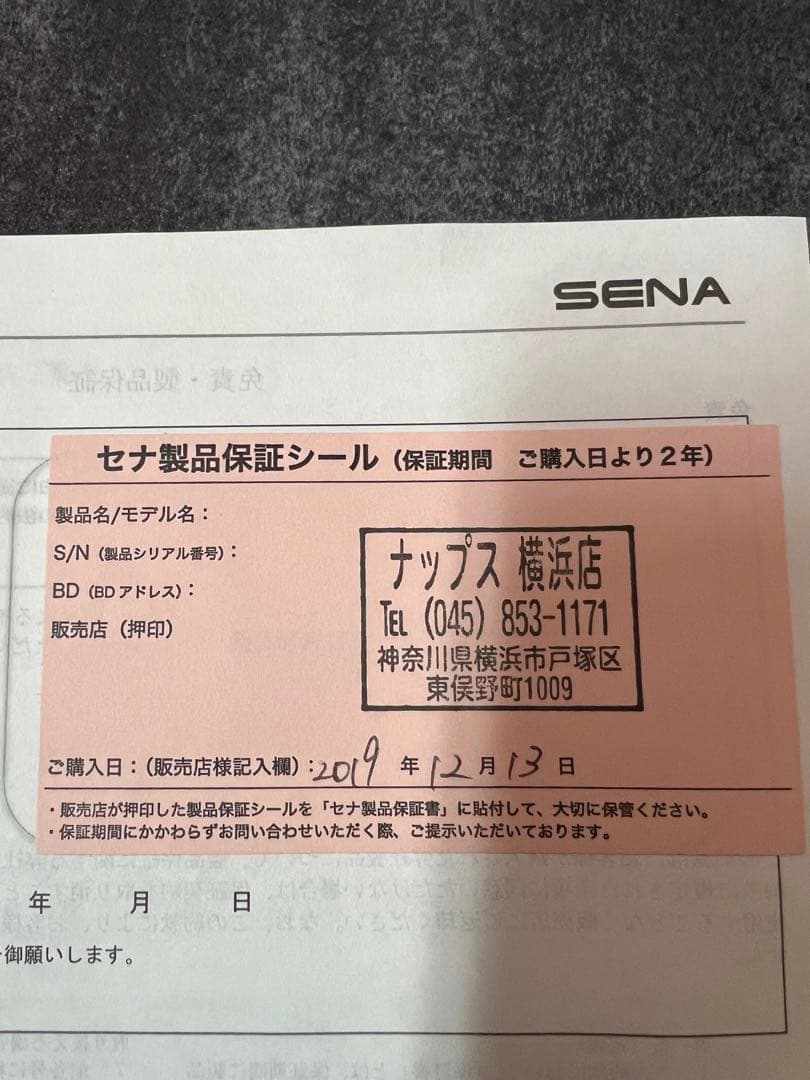 SENA
セナ製品保証シール（保証期間　ご購入日より２年）
製品名/モデル名：
S/N（製品シリアル番号）：
BD（BDアドレス）：
販売店（押印）
ナップス 横浜店
TEL (045) 853-1171
神奈川県横浜市戸塚区
東俣野町1009
ご購入日：（販売店様記入欄）：2019 年 12 月 13 日
・販売店が押印した製品保証シールを「セナ製品保証書」に貼付して、大切に保管ください。
・保証期間にかかわらずお問い合わせいただく際、ご提示いただいております。
年　月　日
御願いします。